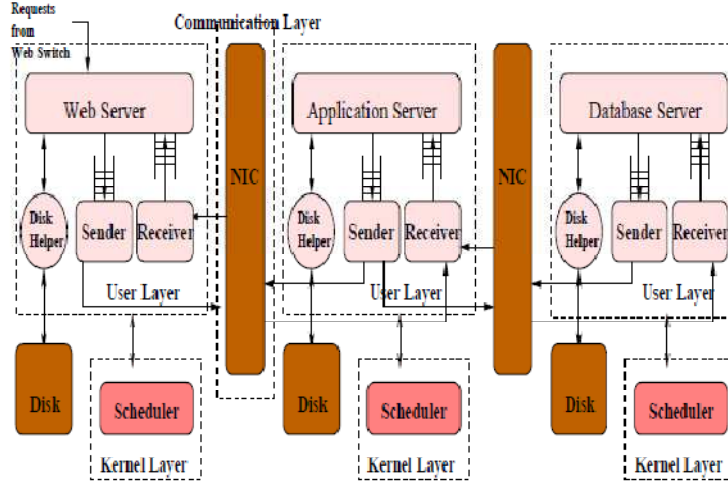 Requests
from
Web Switch
Communication Layer
Web Server
Application Server
Database Server
NIC
NIC
Disk
Helper
Sender
Receiver
Disk
Helper
Sender
Receiver
Disk
Helper
Sender
Receiver
User Layer
User Layer
User Layer
Disk
Scheduler
Disk
Scheduler
Disk
Scheduler
Kernel Layer
Kernel Layer
Kernel Layer